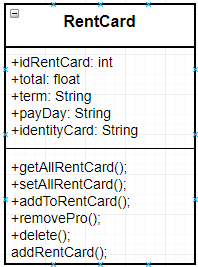 RentCard
+idRentCard: int
+total: float
+term: String
+payDay: String
+identityCard: String
+getAllRentCard();
+setAllRentCard();
+addToRentCard();
+removePro();
+delete();
addRentCard();